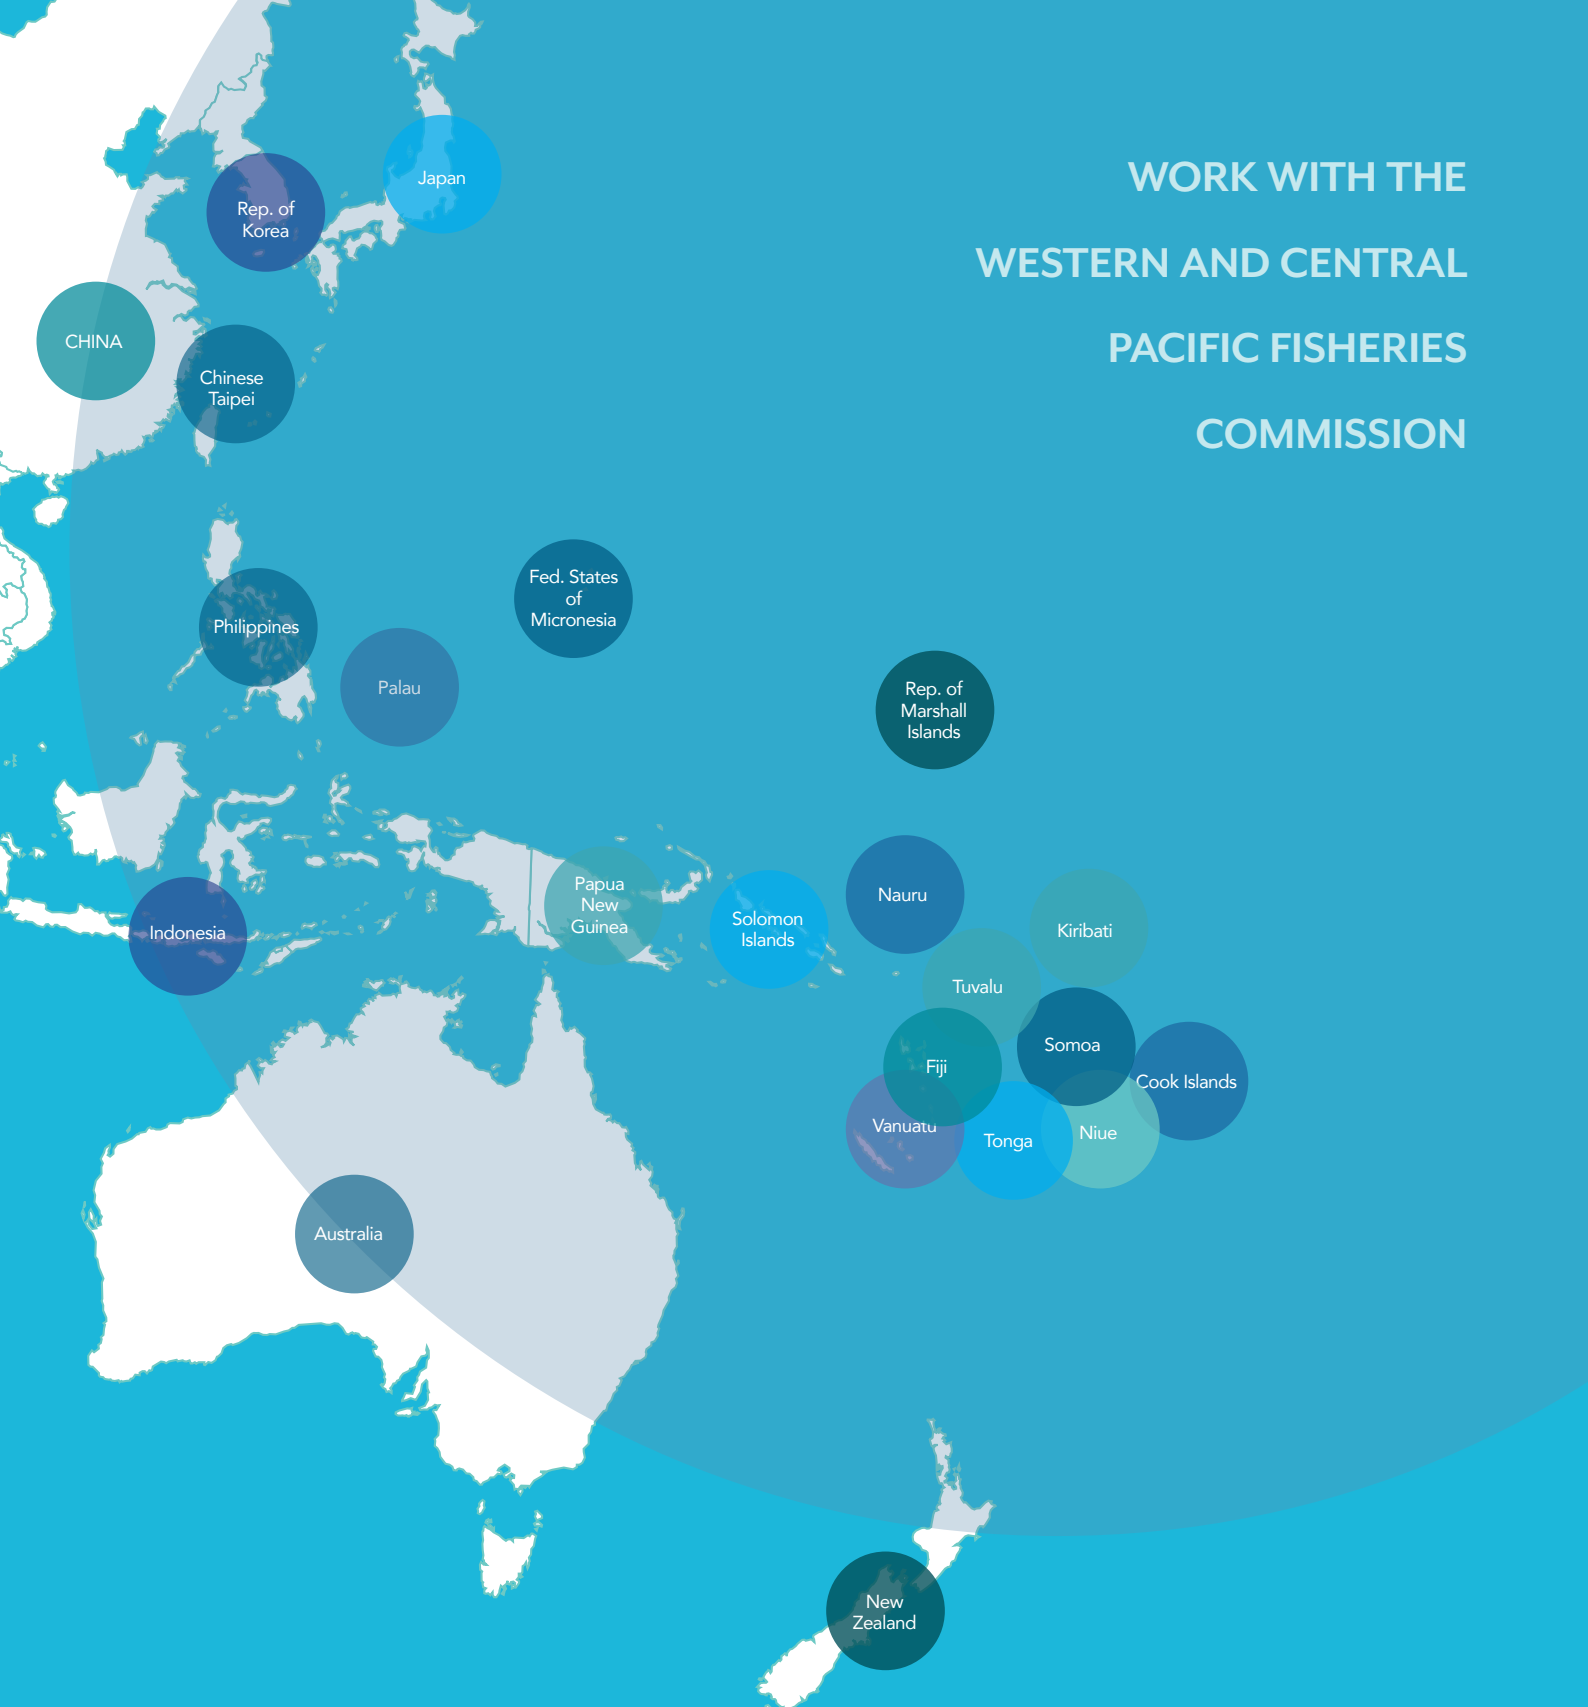 WORK WITH THE
WESTERN AND CENTRAL
PACIFIC FISHERIES
COMMISSION
Japan
Rep. of
Korea
CHINA
Chinese
Taipei
Fed. States
of
Micronesia
Philippines
Palau
Rep. of
Marshall
Islands
Papua
New
Guinea
Nauru
Solomon
Islands
Kiribati
Indonesia
Tuvalu
Somoa
Fiji
Cook Islands
Vanuatu
Tonga
Niue
Australia
New
Zealand